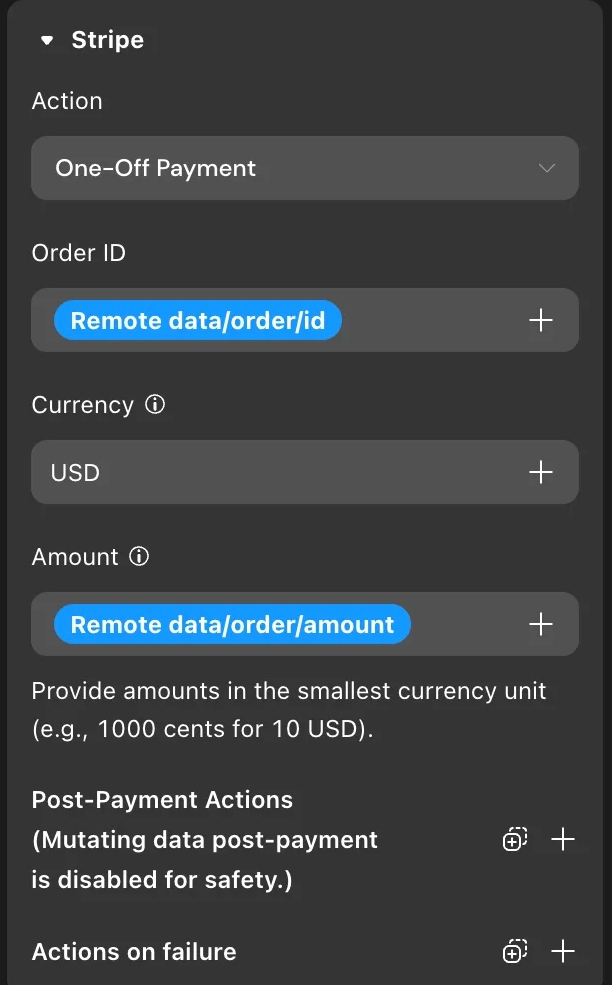 Stripe
Action
One-Off Payment
Order ID
Remote data/order/id
Currency
USD
Amount
Remote data/order/amount
Provide amounts in the smallest currency unit
(e.g., 1000 cents for 10 USD).
Post-Payment Actions
(Mutating data post-payment
is disabled for safety.)
Actions on failure